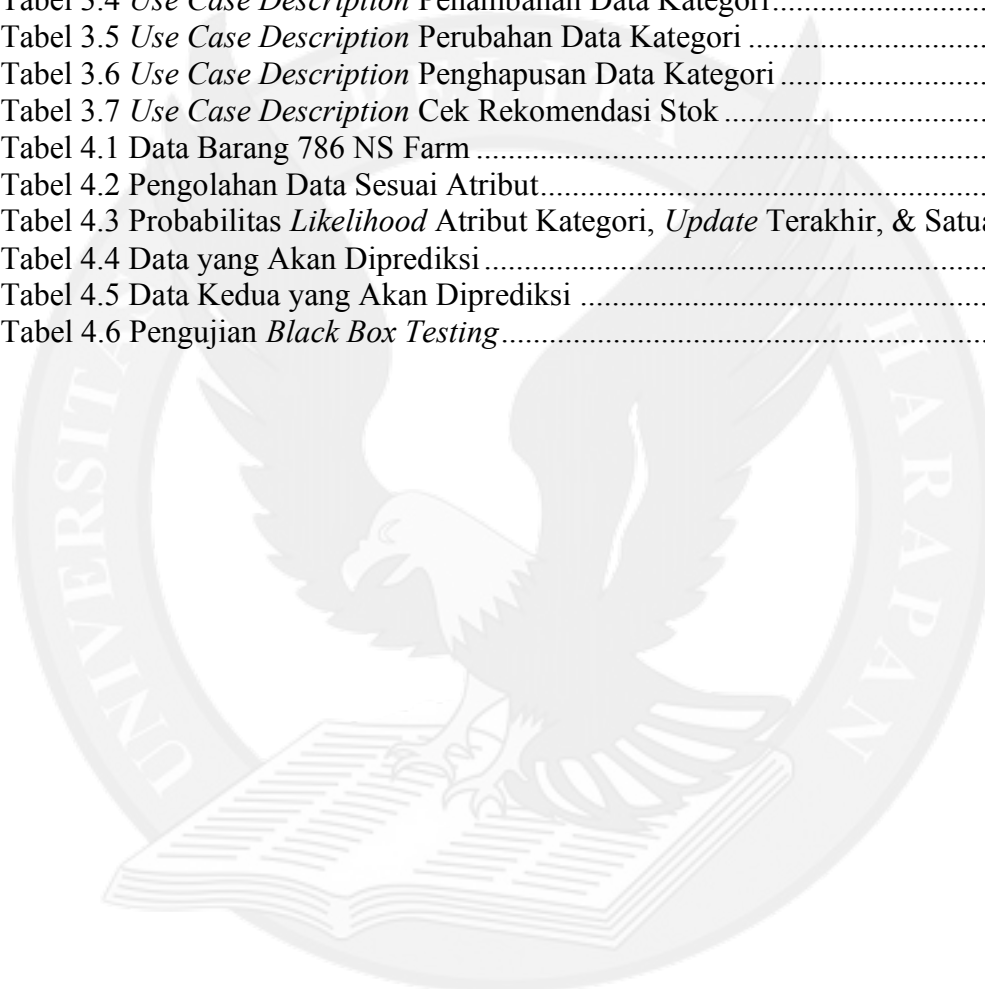 Tabel 3.4 Use Case Description Penambahan Data Kategori.......................................
Tabel 3.5 Use Case Description Perubahan Data Kategori .......................................
Tabel 3.6 Use Case Description Penghapusan Data Kategori .......................................
Tabel 3.7 Use Case Description Cek Rekomendasi Stok .......................................
Tabel 4.1 Data Barang 786 NS Farm .......................................
Tabel 4.2 Pengolahan Data Sesuai Atribut.......................................
Tabel 4.3 Probabilitas Likelihood Atribut Kategori, Update Terakhir, &
Tabel 4.4 Data yang Akan Diprediksi .......................................
Tabel 4.5 Data Kedua yang Akan Diprediksi .......................................
Tabel 4.6 Pengujian Black Box Testing.......................................
HARAPAN